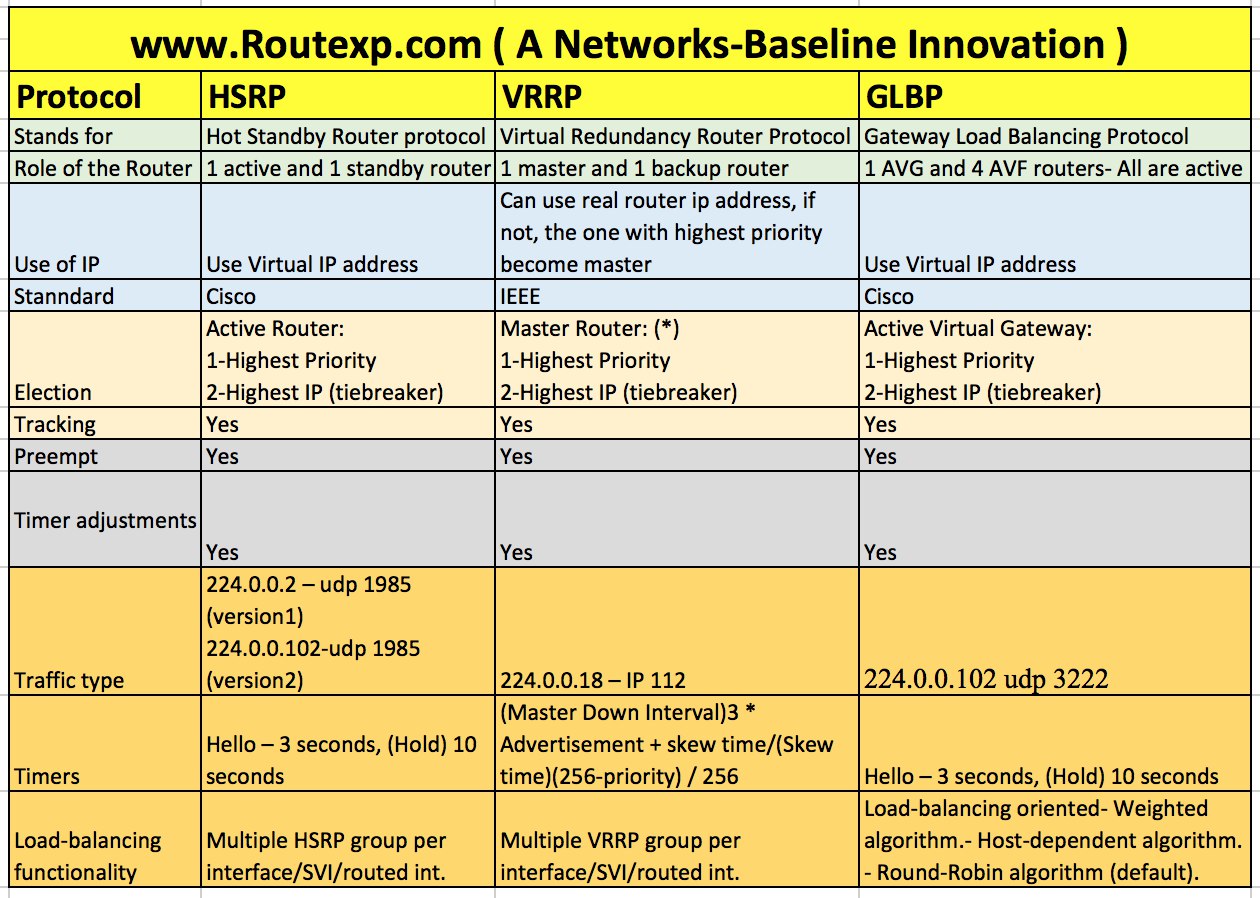 www.Routexp.com ( A Networks-Baseline Innovation )
Protocol HSRP VRRP GLBP
Stands for Hot Standby Router protocol Virtual Redundancy Router Protocol Gateway Load Balancing Protocol
Role of the Router 1 active and 1 standby router 1 master and 1 backup router 1 AVG and 4 AVF routers- All are active
Use of IP
Use Virtual IP address
Can use real router ip address, if
not, the one with highest priority
become master
Use Virtual IP address
Stanndard Cisco IEEE Cisco
Election
Active Router:
1-Highest Priority
2-Highest IP (tiebreaker)
Master Router: (*)
1-Highest Priority
2-Highest IP (tiebreaker)
Active Virtual Gateway:
1-Highest Priority
2-Highest IP (tiebreaker)
Tracking Yes Yes Yes
Preempt Yes Yes Yes
Timer adjustments
Yes Yes Yes
Traffic type
224.0.0.2 – udp 1985
(version1)
224.0.0.102-udp 1985
(version2)
224.0.0.18 – IP 112
224.0.0.102 udp 3222
Timers
Hello – 3 seconds, (Hold) 10
seconds
(Master Down Interval)3 *
Advertisement + skew time/(Skew
time)(256-priority) / 256
Hello – 3 seconds, (Hold) 10 seconds
Load-balancing
functionality
Multiple HSRP group per
interface/SVI/routed int.
Multiple VRRP group per
interface/SVI/routed int.
Load-balancing oriented- Weighted
algorithm.- Host-dependent algorithm.
- Round-Robin algorithm (default).